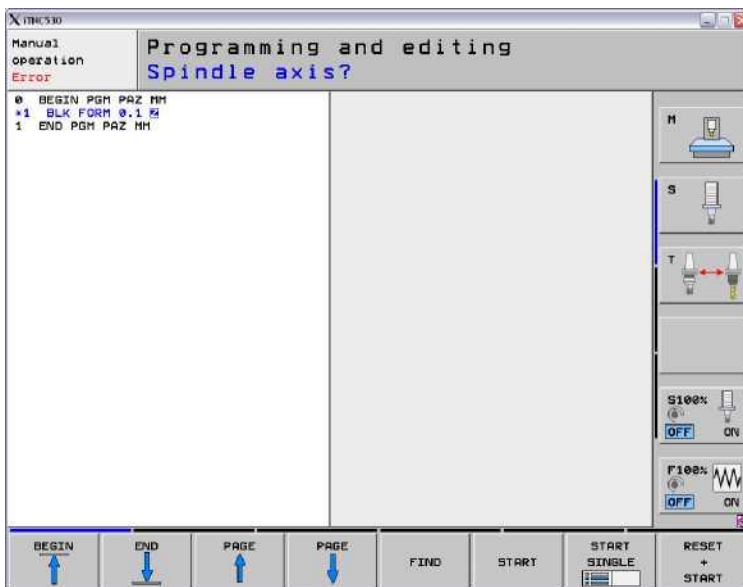 iTNC530
Manual operation
Error
Programming and editing
Spindle axis?
0 BEGIN PGM PAZ MM
*1 BLK FORM 0.1 Z
1 END PGM PAZ MM
M
S
T
S100%
OFF ON
F100%
OFF ON
BEGIN
END
PAGE
PAGE
FIND
START
START SINGLE
RESET + START